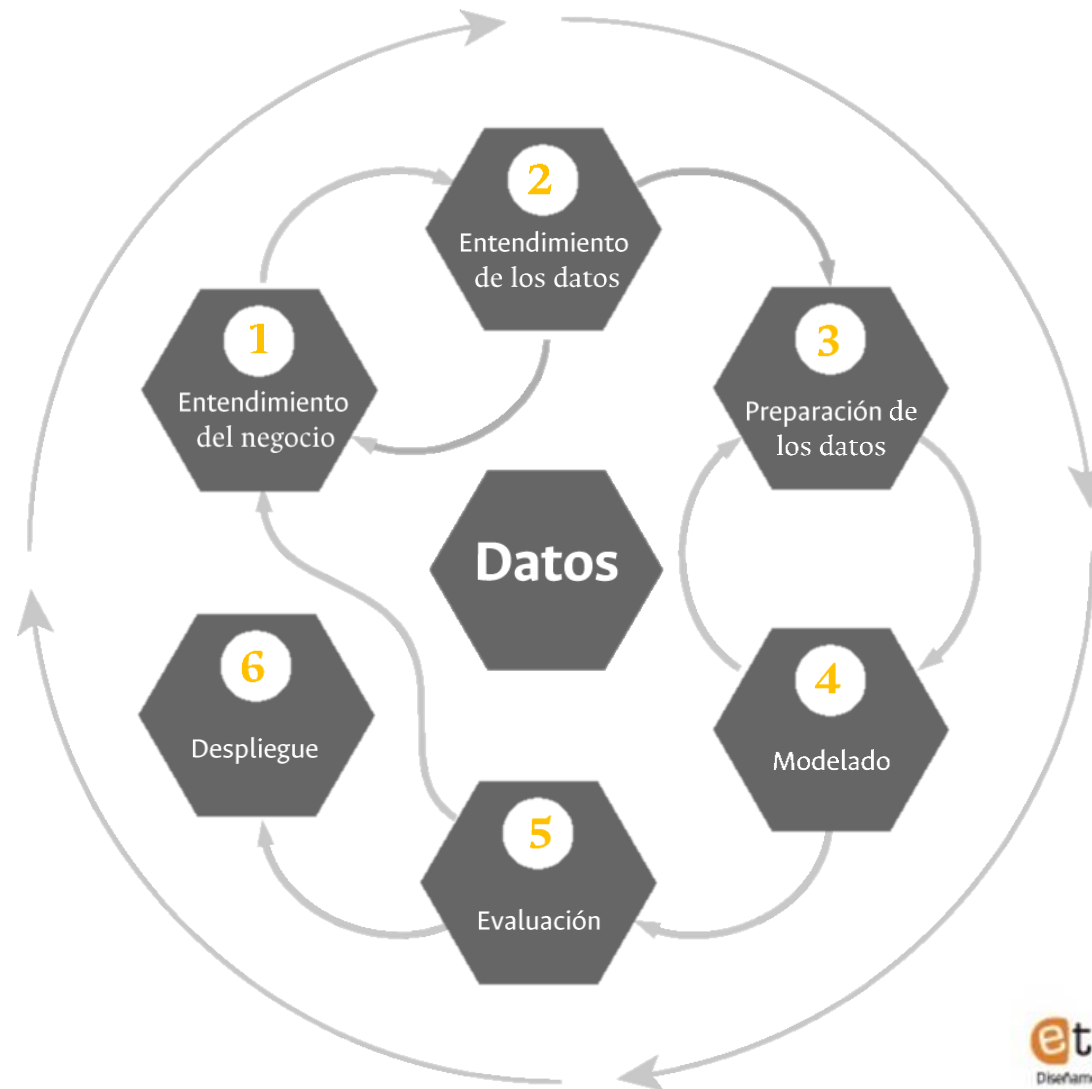 1
Entendimiento
del negocio
2
Entendimiento
de los datos
3
Preparación de
los datos
Datos
4
Modelado
5
Evaluación
6
Despliegue